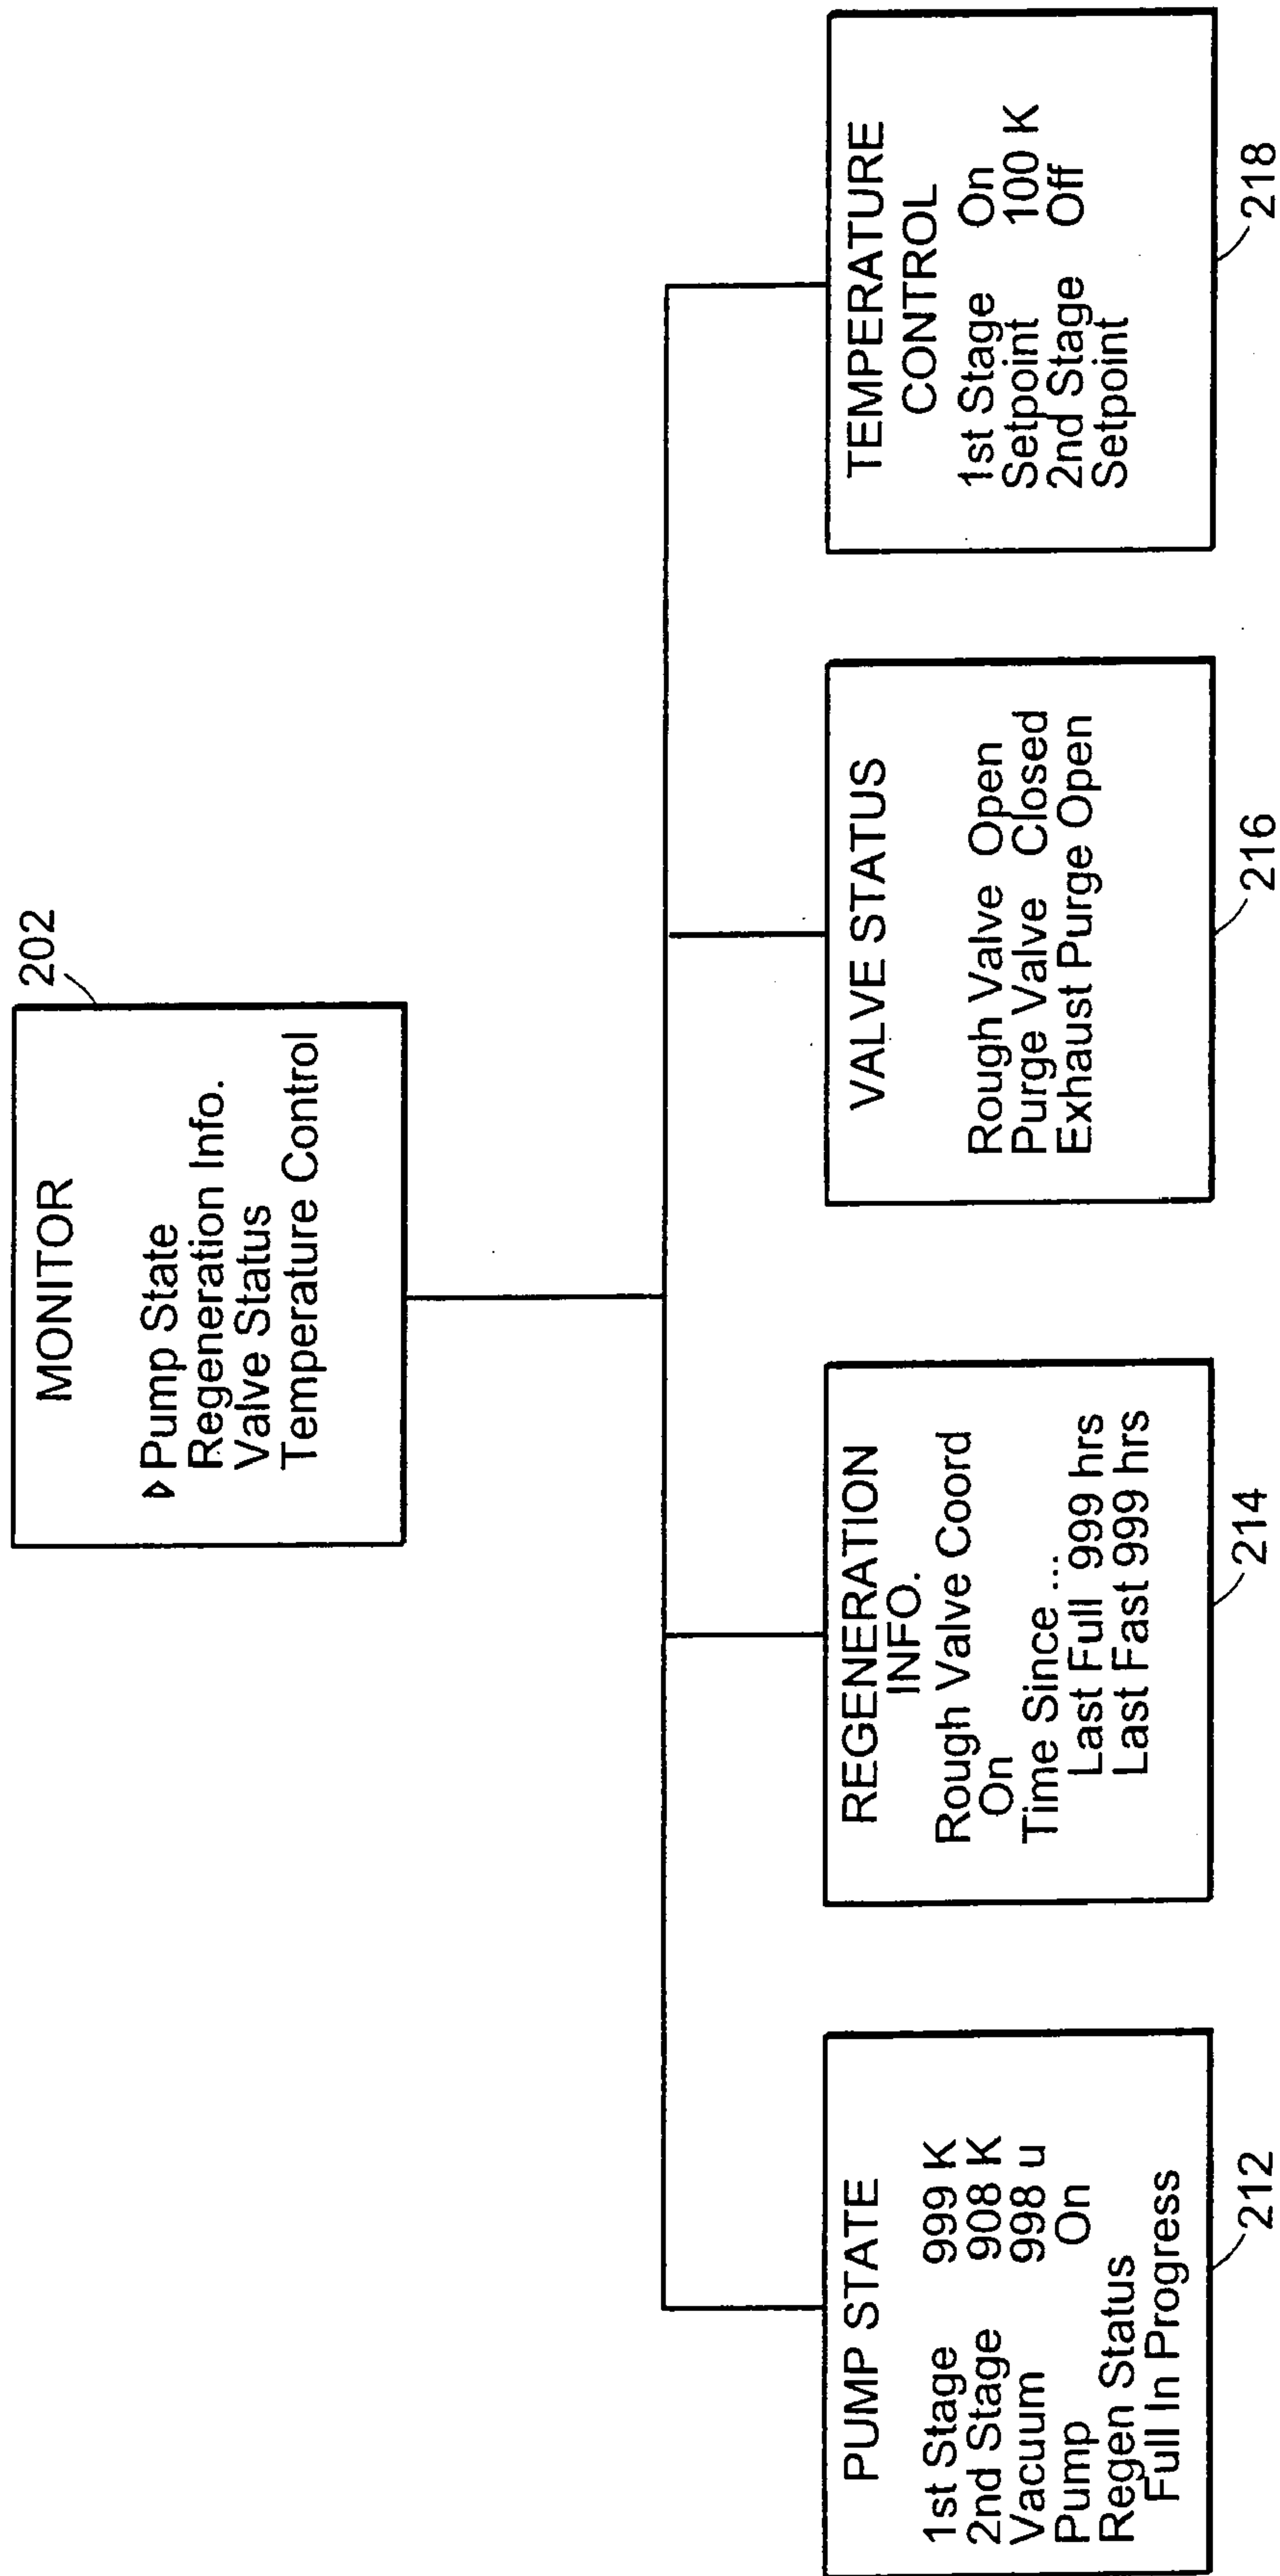 202
MONITOR
Pump State
Regeneration Info.
Valve Status
Temperature Control
PUMP STATE
1st Stage 999 K
2nd Stage 908 K
Vacuum 998 u
Pump On
Regen Status
Full In Progress
212
REGENERATION
INFO.
Rough Valve Coord
On
Time Since ...
Last Full 999 hrs
Last Fast 999 hrs
214
VALVE STATUS
Rough Valve Open
Purge Valve Closed
Exhaust Purge Open
216
TEMPERATURE
CONTROL
1st Stage On
Setpoint 100 K
2nd Stage Off
Setpoint
218